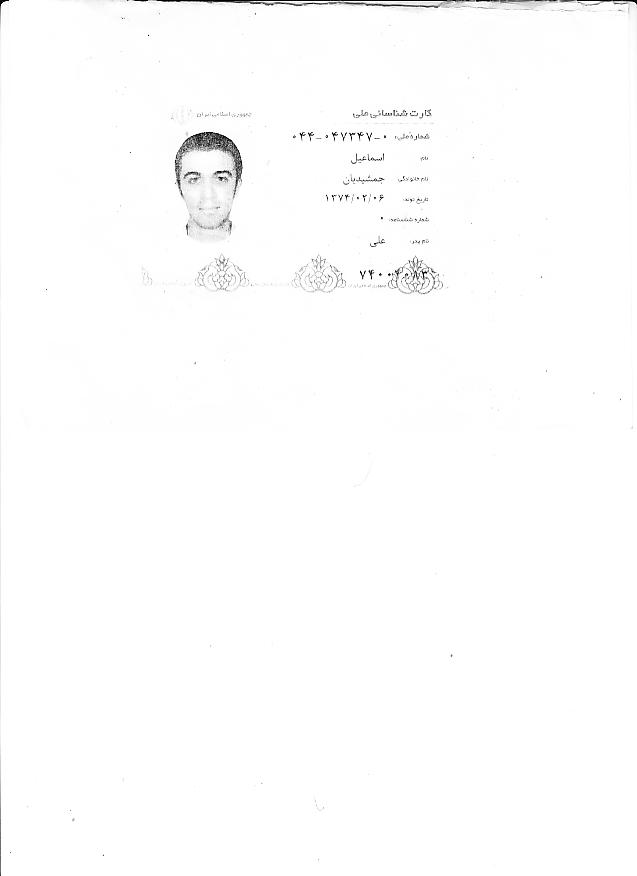 کارت شناسائی ملی
جمهوری اسلامی ایران
شماره ملی: ۰۴۴-۰۴۷۳۴۷-۰
نام اسماعیل
نام خانوادگی جمشیدیان
تاریخ تولد: ۱۳۷۴/۰۲/۰۶
شماره شناسنامه: ۰
نام پدر: علی